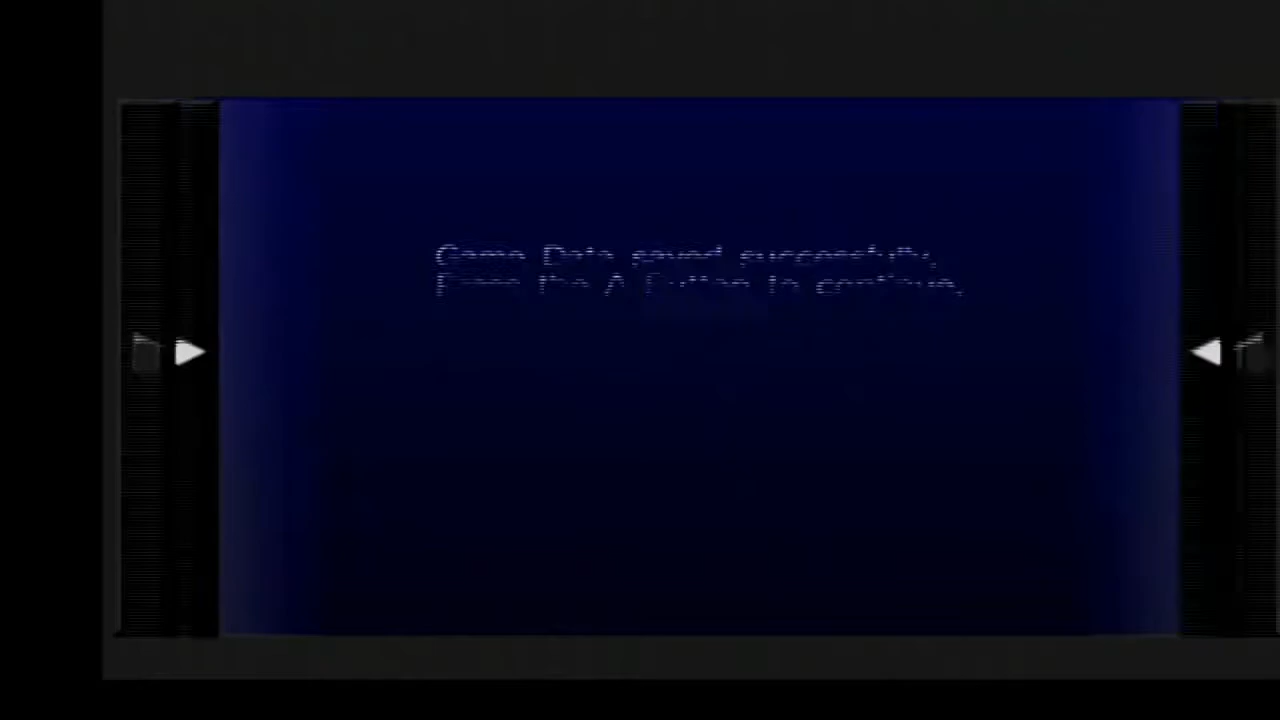 Game Data saved successfully.
Press the A Button to continue.